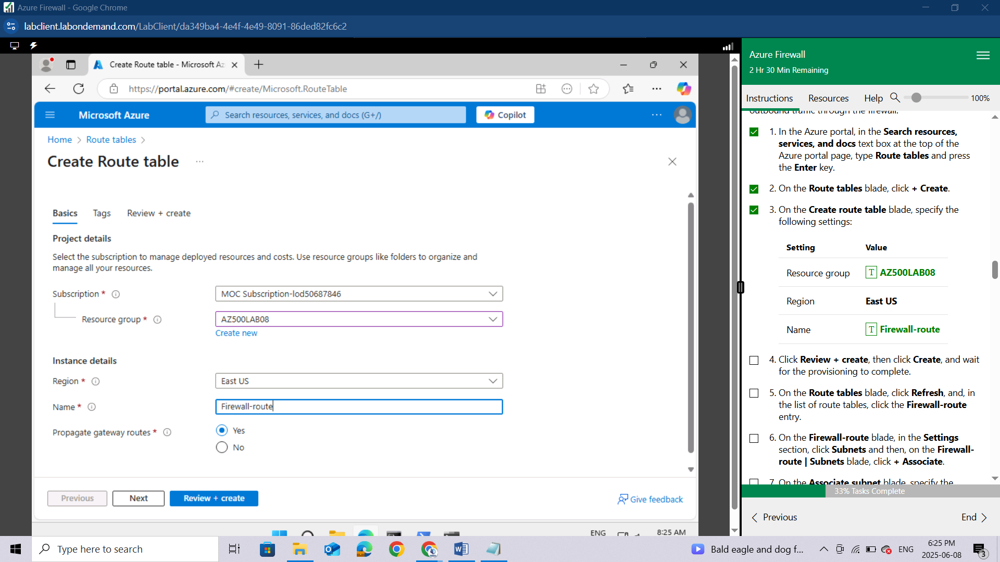 Azure Firewall - Google Chrome
labclient.labondemand.com/LabClient/da349ba4-4e4f-4e49-8091-86ded82fc6c2
Create Route table - Microsoft Az
https://portal.azure.com/#create/Microsoft.RouteTable
Microsoft Azure
Search resources, services, and docs (G+/)
Copilot
Home > Route tables >
Create Route table
Basics Tags Review + create
Project details
Select the subscription to manage deployed resources and costs. Use resource groups like folders to organize and
manage all your resources.
Subscription *
MOC Subscription-lod50687846
Resource group *
AZ500LAB08
Create new
Instance details
Region *
East US
Name *
Firewall-route
Propagate gateway routes *
Yes
No
Previous
Next
Review + create
Give feedback
ENG
8:25 AM
Azure Firewall
2 Hr 30 Min Remaining
Instructions Resources Help 100%
outbound traffic through the firewall.
1. In the Azure portal, in the Search resources,
services, and docs text box at the top of the
Azure portal page, type Route tables and press
the Enter key.
2. On the Route tables blade, click + Create.
3. On the Create route table blade, specify the
following settings:
Setting Value
Resource group T AZ500LAB08
Region East US
Name T Firewall-route
4. Click Review + create, then click Create, and wait
for the provisioning to complete.
5. On the Route tables blade, click Refresh, and, in
the list of route tables, click the Firewall-route
entry.
6. On the Firewall-route blade, in the Settings
section, click Subnets and then, on the Firewall-
route | Subnets blade, click + Associate.
7. On the Associate subnet blade, specify the
33% Tasks Complete
Previous
End
Type here to search
Bald eagle and dog f...
ENG
6:25 PM
2025-06-08
3